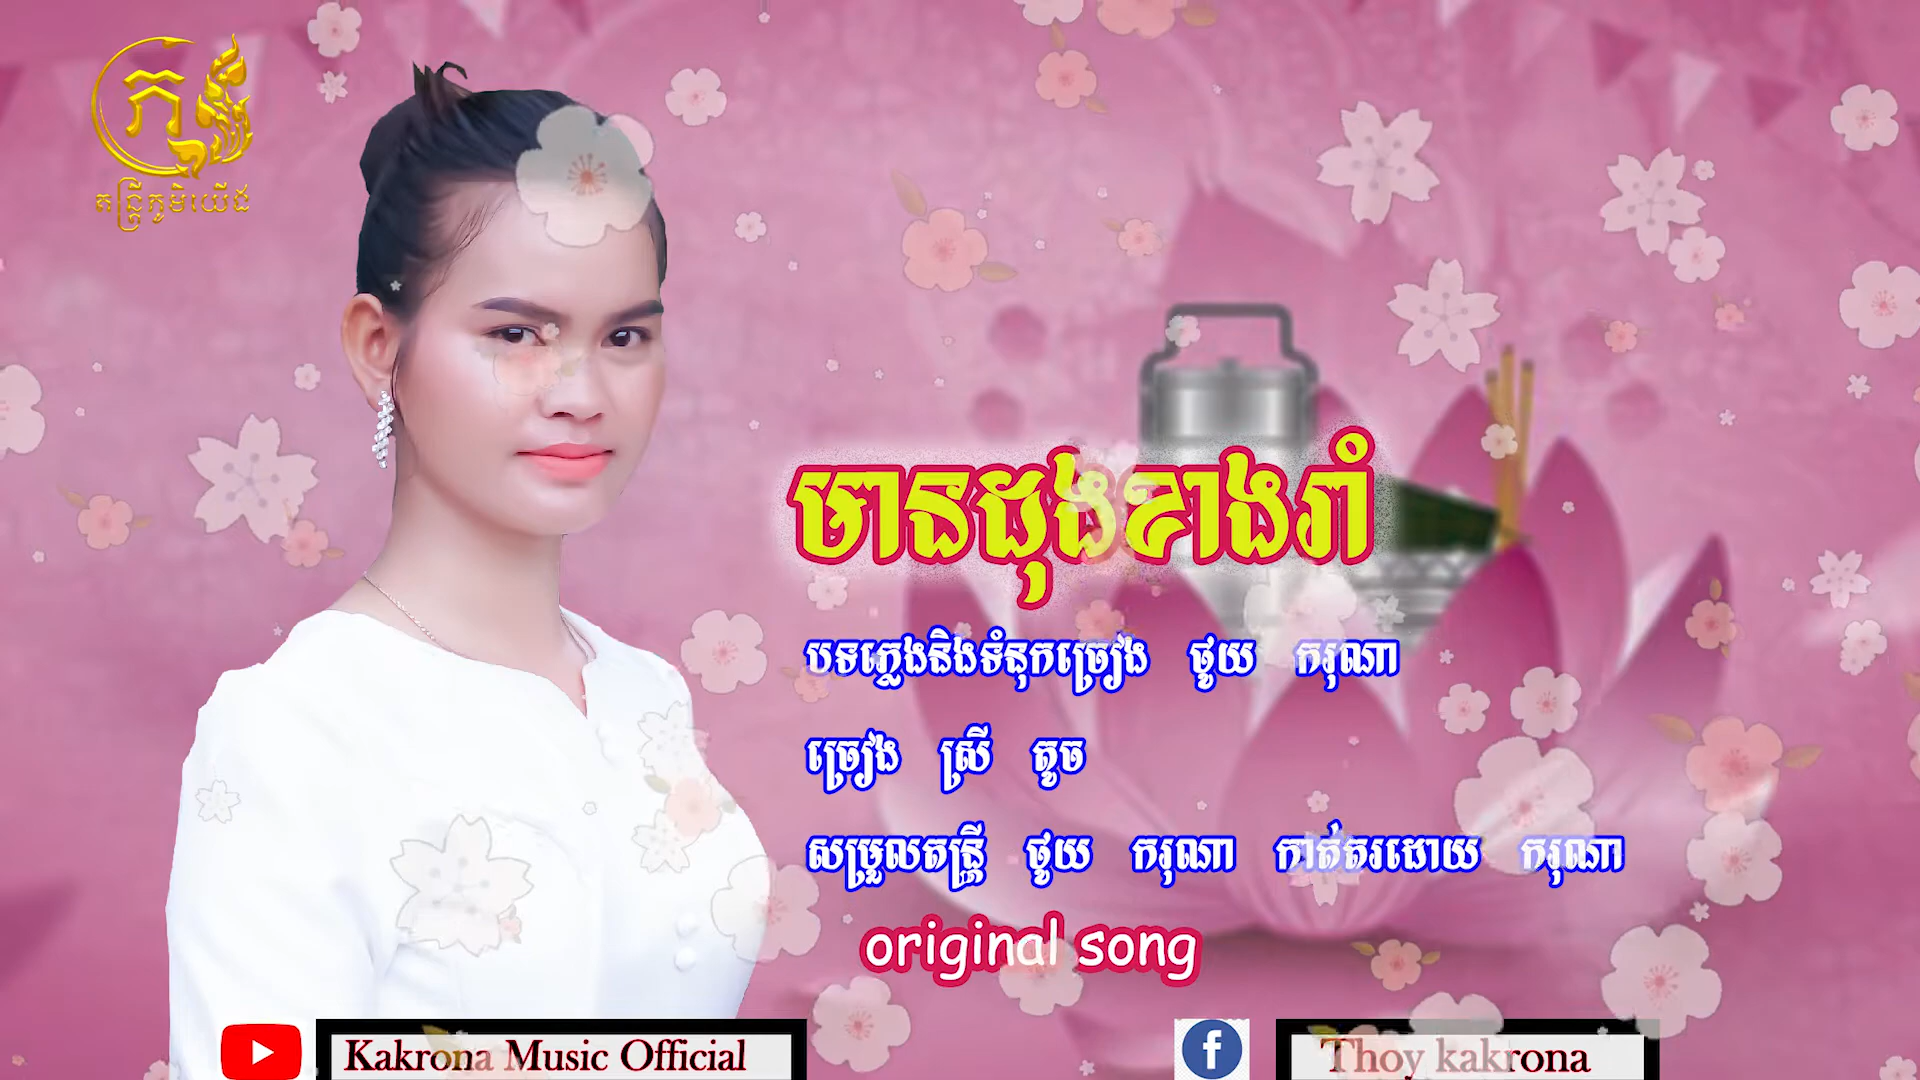 តន្ត្រីភូមិយើង
មានដុងខាងរាំ
បទភ្លេងនិងទំនុកច្រៀង ថូយ ករុណា
ច្រៀង ស្រី តូច
សម្រួលតន្ត្រី ថូយ ករុណា កាត់តរដោយ ករុណា
original song
Kakrona Music Official
Thoy kakrona